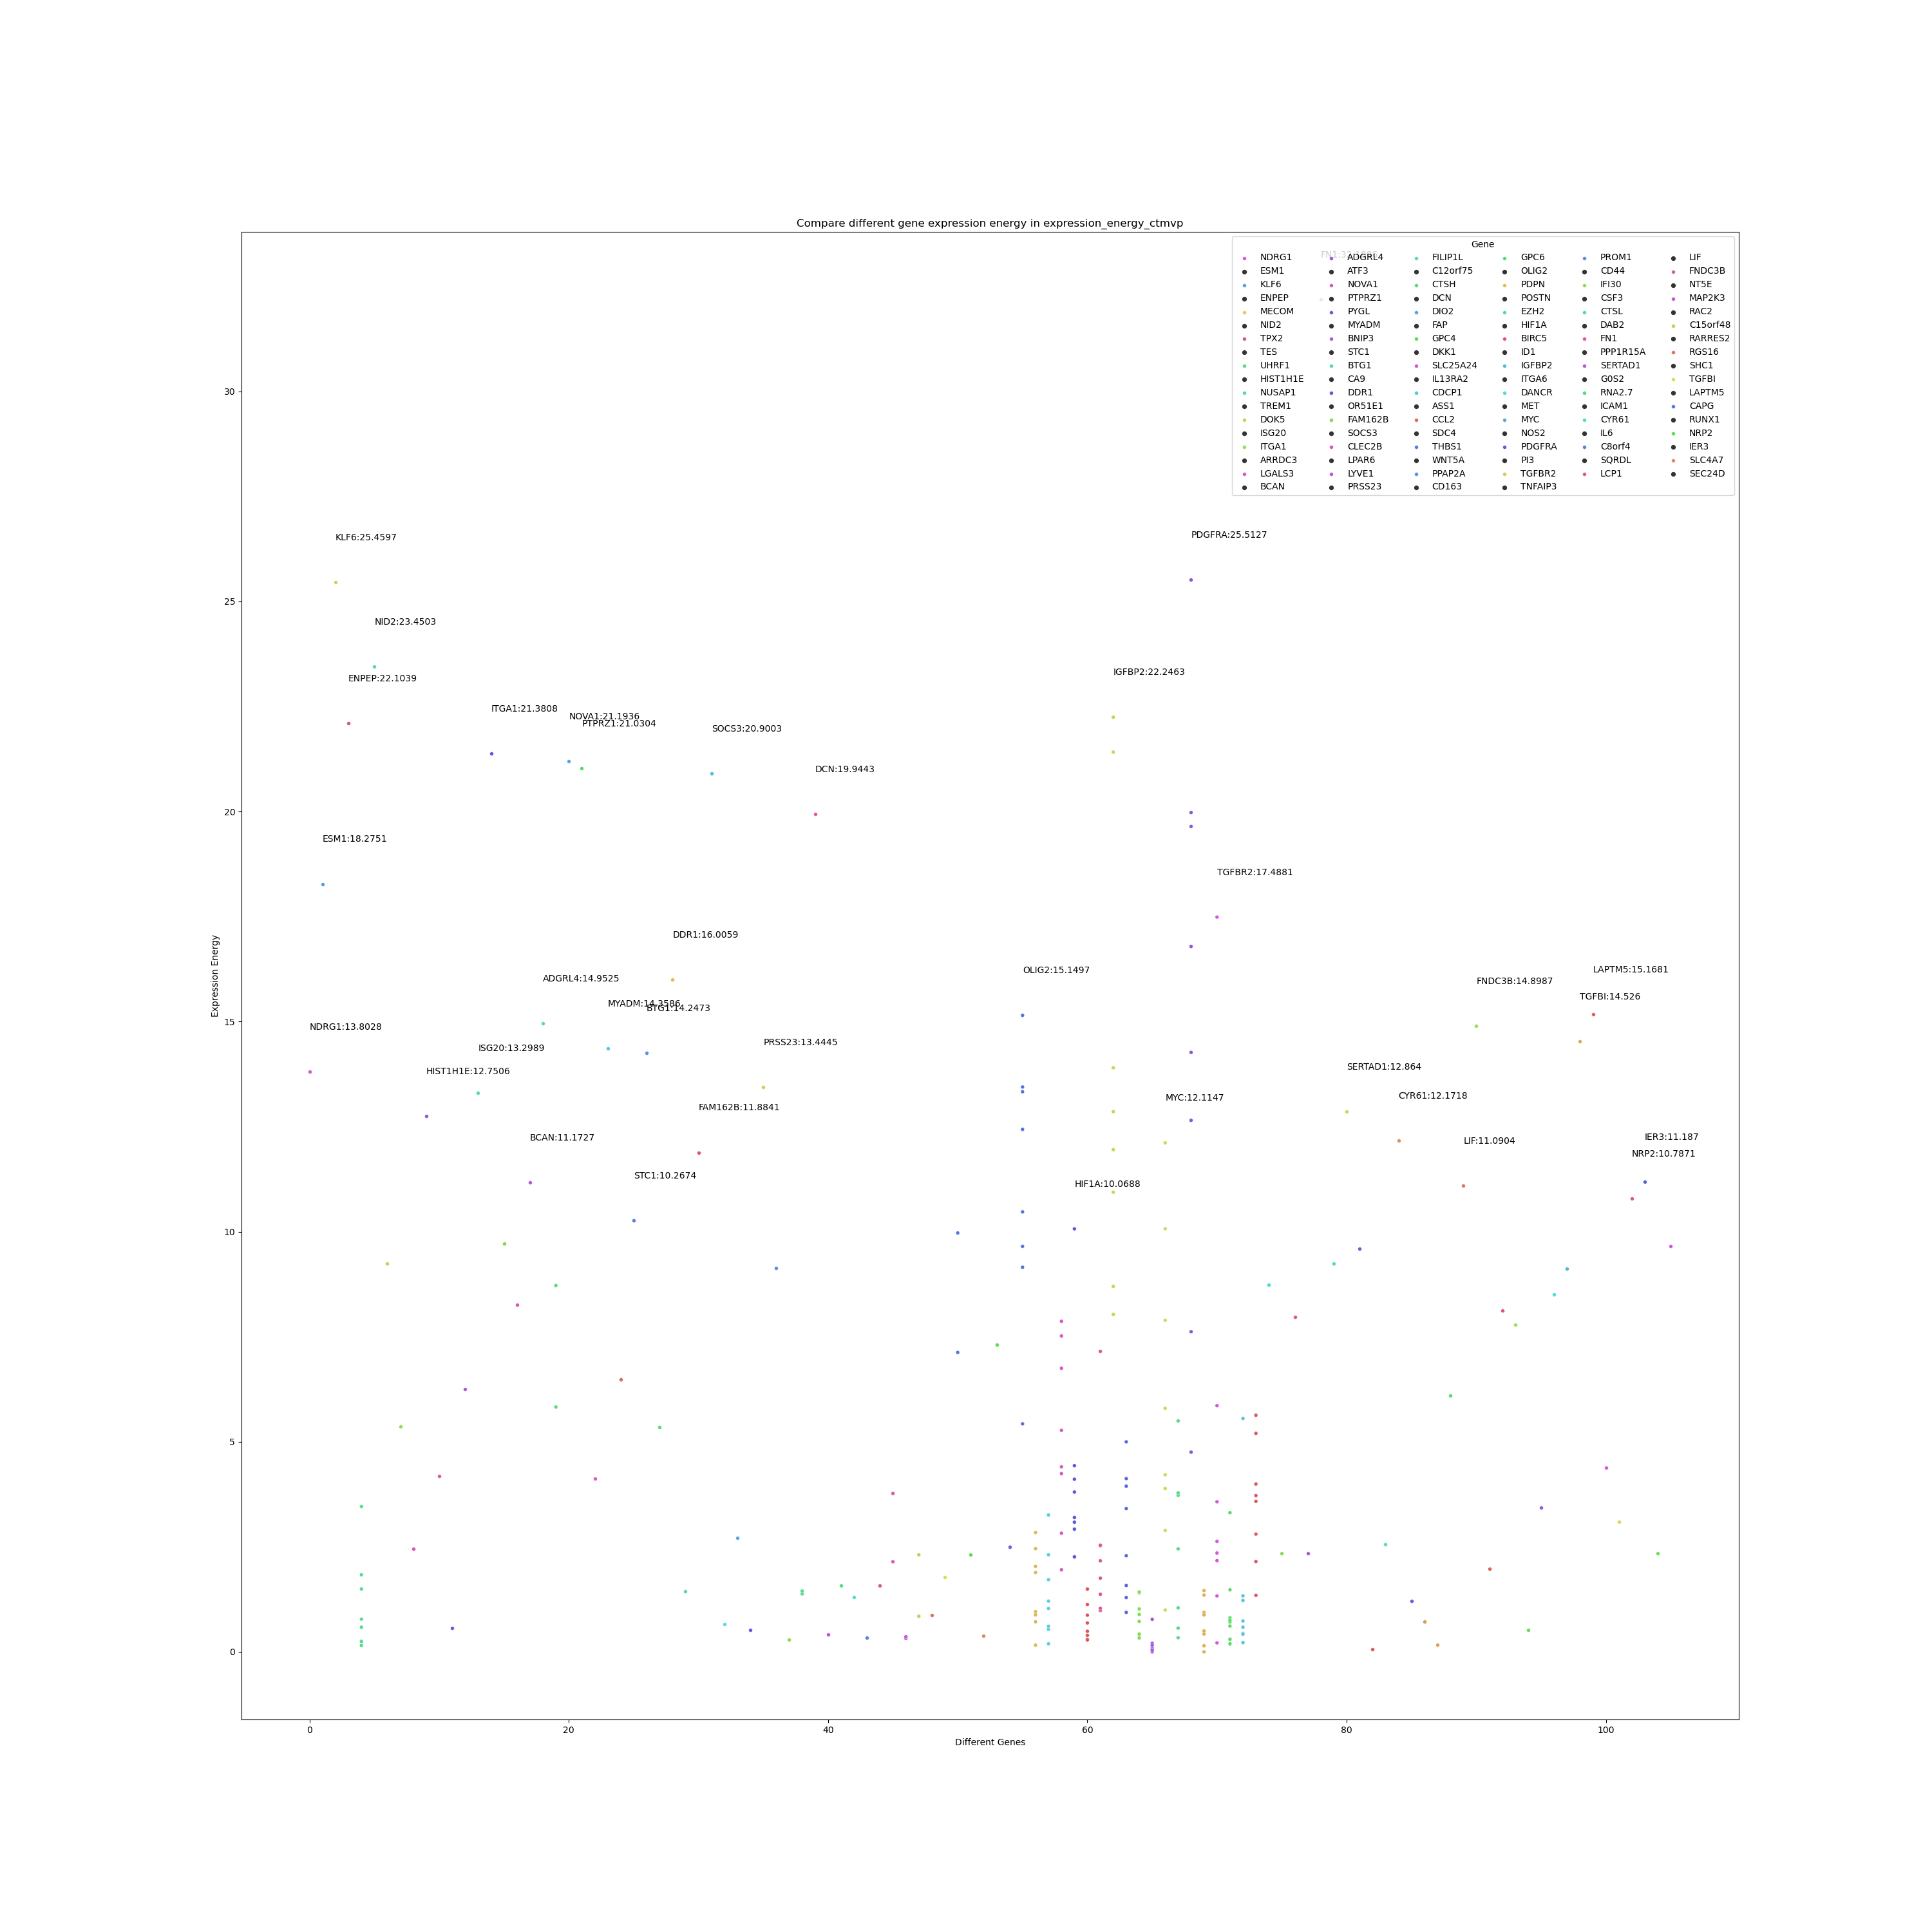 Compare different gene expression energy in expression_energy_ctmvp
Gene
NDRG1 ADGRL4 FILIP1L GPC6 PROM1 LIF
ESM1 ATF3 C12orf75 OLIG2 CD44 FNDC3B
KLF6 NOVA1 CTSH PDPN IFI30 NT5E
ENPEP PTPRZ1 DCN POSTN CSF3 MAP2K3
MECOM PYGL DIO2 EZH2 CTSL RAC2
NID2 MYADM FAP HIF1A DAB2 C15orf48
TPX2 BNIP3 GPC4 BIRC5 FN1 RARRES2
TES STC1 DKK1 ID1 PPP1R15A RGS16
UHRF1 BTG1 SLC25A24 IGFBP2 SERTAD1 SHC1
HIST1H1E CA9 IL13RA2 ITGA6 G0S2 TGFBI
NUSAP1 DDR1 CDCP1 DANCR RNA2.7 LAPTM5
TREM1 OR51E1 ASS1 MET ICAM1 CAPG
DOK5 FAM162B CCL2 MYC CYR61 RUNX1
ISG20 SOCS3 SDC4 NOS2 IL6 NRP2
ITGA1 CLEC2B THBS1 PDGFRA C8orf4 IER3
ARRDC3 LPAR6 WNT5A PI3 SQRDL SLC4A7
LGALS3 LYVE1 PPAP2A TGFBR2 LCP1 SEC24D
BCAN PRSS23 CD163 TNFAIP3
30
KLF6:25.4597
PDGFRA:25.5127
25
NID2:23.4503
IGFBP2:22.2463
ENPEP:22.1039
ITGA1:21.3808
NOVA1:21.1936
PTPRZ1:21.0304
SOCS3:20.9003
DCN:19.9443
20
ESM1:18.2751
TGFBR2:17.4881
DDR1:16.0059
OLIG2:15.1497
LAPTM5:15.1681
ADGRL4:14.9525
FNDC3B:14.8987
TGFBI:14.526
MYADM:14.3586
BTG1:14.2473
15
NDRG1:13.8028
PRSS23:13.4445
ISG20:13.2989
SERTAD1:12.864
HIST1H1E:12.7506
CYR61:12.1718
MYC:12.1147
FAM162B:11.8841
BCAN:11.1727
IER3:11.187
LIF:11.0904
NRP2:10.7871
STC1:10.2674
HIF1A:10.0688
10
5
0
Expression Energy
0 20 40 60 80 100
Different Genes